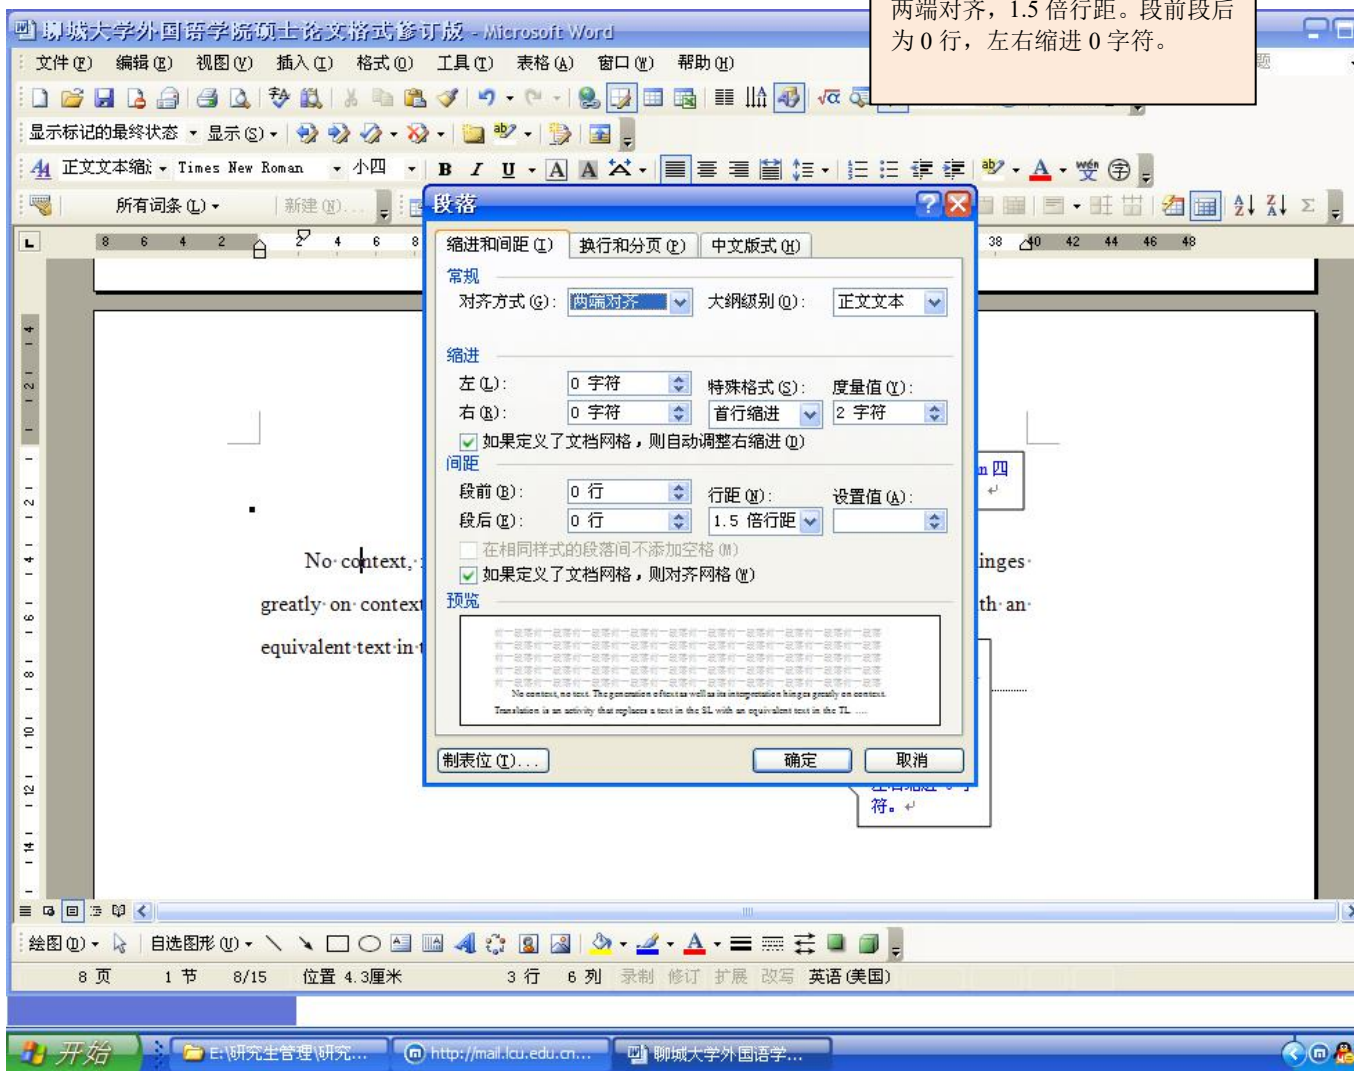 两端对齐，1.5 倍行距。段前段后
为 0 行，左右缩进 0 字符。
聊城大学外国语学院硕士论文格式修订版 - Microsoft Word
文件(F) 编辑(E) 视图(V) 插入(I) 格式(O) 工具(T) 表格(A) 窗口(W) 帮助(H)
显示标记的最终状态 显示(S)
正文文本缩 Times New Roman 小四 B I U A A
所有词条(L) 新建(N)...
段落
8 6 4 2 2 4 6 8 38 40 42 44 46 48
缩进和间距(I) 换行和分页(P) 中文版式(H)
常规
对齐方式(G): 两端对齐 大纲级别(O): 正文文本
缩进
左(L): 0 字符 特殊格式(S): 度量值(Y):
右(R): 0 字符 首行缩进 2 字符
如果定义了文档网格，则自动调整右缩进(D)
间距
段前(B): 0 行 行距(N): 设置值(A):
段后(E): 0 行 1.5 倍行距
在相同样式的段落间不添加空格(M)
如果定义了文档网格，则对齐网格(W)
预览
No context, no text. The generation of text as well as its interpretation hinges greatly on context.
Translation is an activity that replaces a text in the SL with an equivalent text in the TL. ....
制表位(T)... 确定 取消
n 四
No context, inges
greatly on context th an
equivalent text in t
符。
绘图(D) 自选图形(U)
8 页 1 节 8/15 位置 4.3厘米 3 行 6 列 录制 修订 扩展 改写 英语(美国)
开始 E:\研究生管理\研究... http://mail.lcu.edu.cn... 聊城大学外国语学...